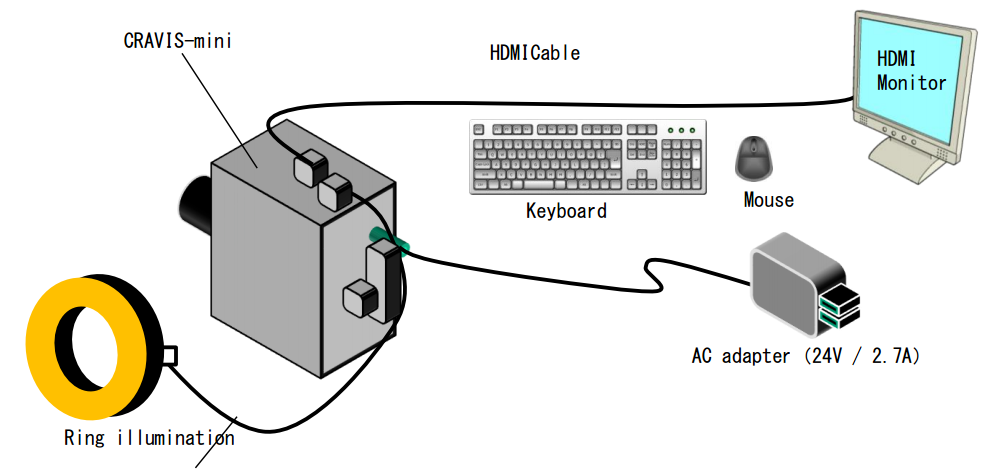 CRAVIS-mini
HDMICable
HDMI
Monitor
Keyboard
Mouse
AC adapter (24V / 2.7A)
Ring illumination